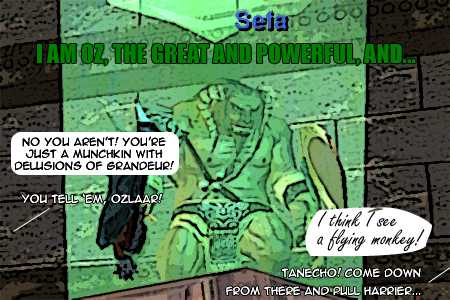 Sefa
I AM OZ, THE GREAT AND POWERFUL, AND...
NO YOU AREN'T! YOU'RE
JUST A MUNCHKIN WITH
DELUSIONS OF GRANDEUR!
YOU TELL 'EM, OZLAAR!
I think I see
a flying monkey!
TANECHO! COME DOWN
FROM THERE AND PULL HARRIER...